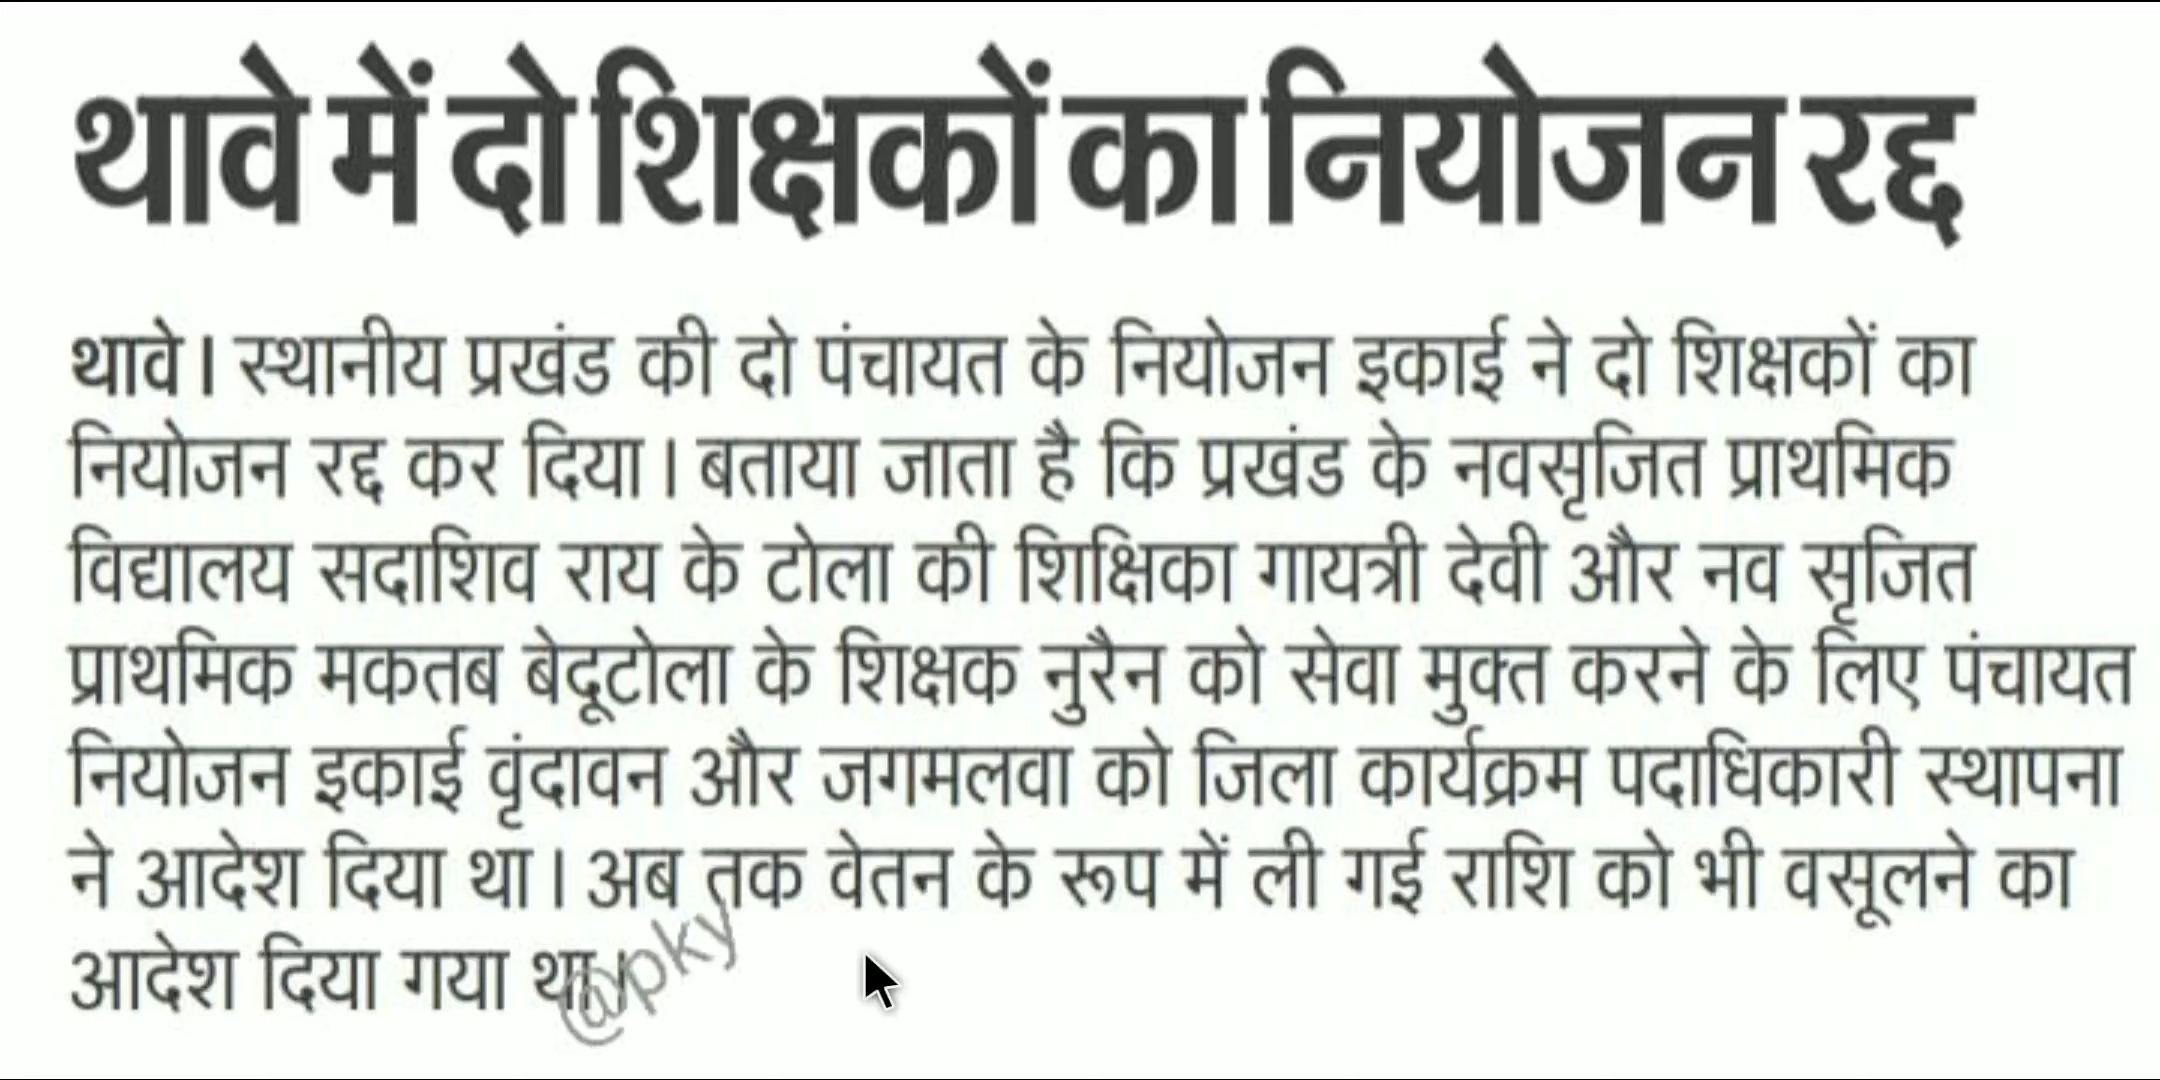 थावे में दो शिक्षकों का नियोजन रद्द
थावे। स्थानीय प्रखंड की दो पंचायत के नियोजन इकाई ने दो शिक्षकों का
नियोजन रद्द कर दिया। बताया जाता है कि प्रखंड के नवसृजित प्राथमिक
विद्यालय सदाशिव राय के टोला की शिक्षिका गायत्री देवी और नव सृजित
प्राथमिक मकतब बेदूटोला के शिक्षक नुरैन को सेवा मुक्त करने के लिए पंचायत
नियोजन इकाई वृंदावन और जगमलवा को जिला कार्यक्रम पदाधिकारी स्थापना
ने आदेश दिया था। अब तक वेतन के रूप में ली गई राशि को भी वसूलने का
आदेश दिया गया था।
@pky